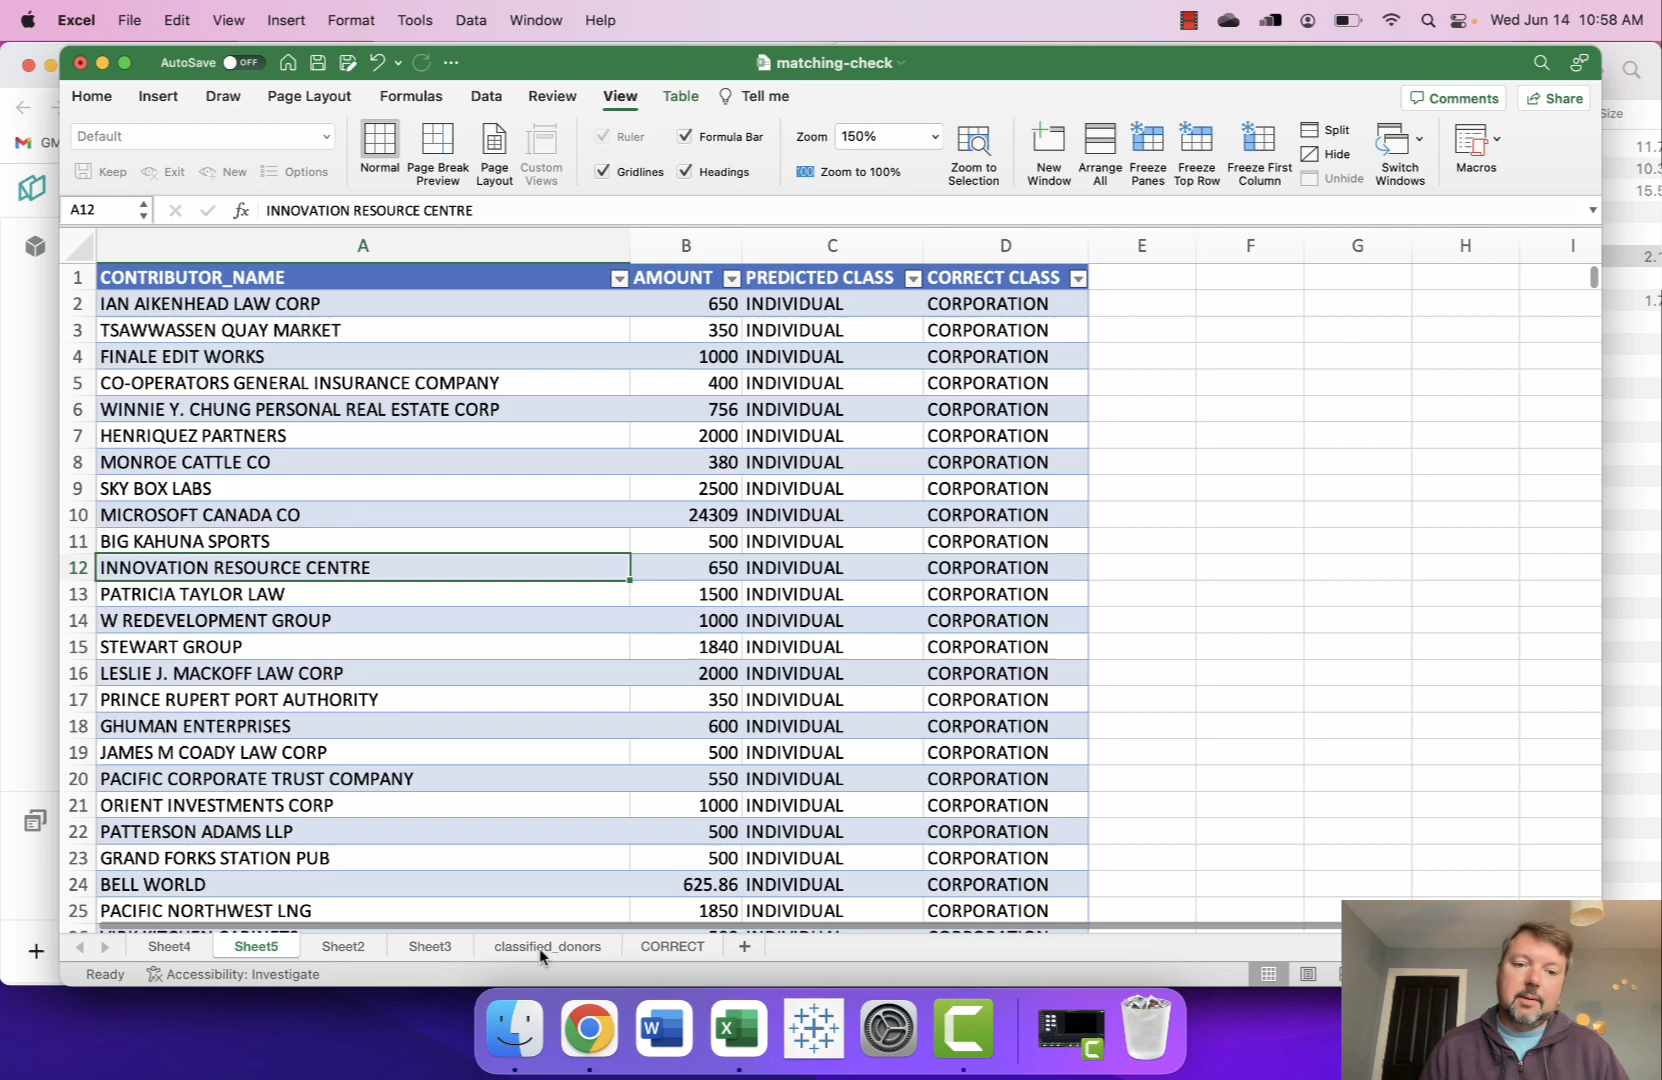 Excel File Edit View Insert Format Tools Data Window Help Wed Jun 14 10:58 AM
AutoSave OFF matching-check
Home Insert Draw Page Layout Formulas Data Review View Table Tell me Comments Share
Size
Default Ruler Formula Bar Zoom 150% Split
Hide
Unhide
Keep Exit New Options Normal Page Break Preview Page Layout Custom Views Gridlines Headings 100 Zoom to 100% Zoom to Selection New Window Arrange All Freeze Panes Freeze Top Row Freeze First Column Switch Windows Macros
GM
A12 fx INNOVATION RESOURCE CENTRE
A B C D E F G H I
1 CONTRIBUTOR_NAME AMOUNT PREDICTED CLASS CORRECT CLASS
2 IAN AIKENHEAD LAW CORP 650 INDIVIDUAL CORPORATION
3 TSAWWASSEN QUAY MARKET 350 INDIVIDUAL CORPORATION
4 FINALE EDIT WORKS 1000 INDIVIDUAL CORPORATION
5 CO-OPERATORS GENERAL INSURANCE COMPANY 400 INDIVIDUAL CORPORATION
6 WINNIE Y. CHUNG PERSONAL REAL ESTATE CORP 756 INDIVIDUAL CORPORATION
7 HENRIQUEZ PARTNERS 2000 INDIVIDUAL CORPORATION
8 MONROE CATTLE CO 380 INDIVIDUAL CORPORATION
9 SKY BOX LABS 2500 INDIVIDUAL CORPORATION
10 MICROSOFT CANADA CO 24309 INDIVIDUAL CORPORATION
11 BIG KAHUNA SPORTS 500 INDIVIDUAL CORPORATION
12 INNOVATION RESOURCE CENTRE 650 INDIVIDUAL CORPORATION
13 PATRICIA TAYLOR LAW 1500 INDIVIDUAL CORPORATION
14 W REDEVELOPMENT GROUP 1000 INDIVIDUAL CORPORATION
15 STEWART GROUP 1840 INDIVIDUAL CORPORATION
16 LESLIE J. MACKOFF LAW CORP 2000 INDIVIDUAL CORPORATION
17 PRINCE RUPERT PORT AUTHORITY 350 INDIVIDUAL CORPORATION
18 GHUMAN ENTERPRISES 600 INDIVIDUAL CORPORATION
19 JAMES M COADY LAW CORP 500 INDIVIDUAL CORPORATION
20 PACIFIC CORPORATE TRUST COMPANY 550 INDIVIDUAL CORPORATION
21 ORIENT INVESTMENTS CORP 1000 INDIVIDUAL CORPORATION
22 PATTERSON ADAMS LLP 500 INDIVIDUAL CORPORATION
23 GRAND FORKS STATION PUB 500 INDIVIDUAL CORPORATION
24 BELL WORLD 625.86 INDIVIDUAL CORPORATION
25 PACIFIC NORTHWEST LNG 1850 INDIVIDUAL CORPORATION
Sheet4 Sheet5 Sheet2 Sheet3 classified_donors CORRECT
Ready Accessibility: Investigate